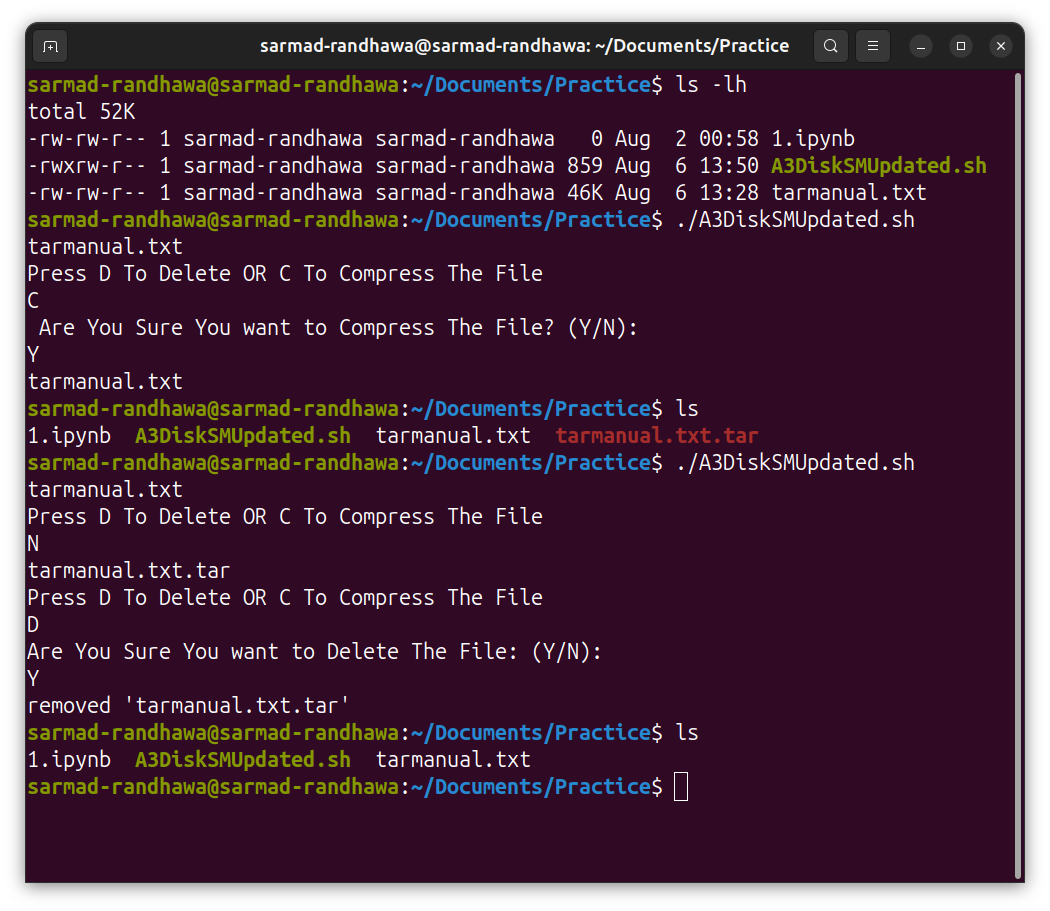 sarmad-randhawa@sarmad-randhawa: ~/Documents/Practice
sarmad-randhawa@sarmad-randhawa:~/Documents/Practice$ ls -lh
total 52K
-rw-rw-r-- 1 sarmad-randhawa sarmad-randhawa   0 Aug  2 00:58 1.ipynb
-rwxrw-r-- 1 sarmad-randhawa sarmad-randhawa 859 Aug  6 13:50 A3DiskSMUpdated.sh
-rw-rw-r-- 1 sarmad-randhawa sarmad-randhawa 46K Aug  6 13:28 tarmanual.txt
sarmad-randhawa@sarmad-randhawa:~/Documents/Practice$ ./A3DiskSMUpdated.sh
tarmanual.txt
Press D To Delete OR C To Compress The File
C
 Are You Sure You want to Compress The File? (Y/N):
Y
tarmanual.txt
sarmad-randhawa@sarmad-randhawa:~/Documents/Practice$ ls
1.ipynb  A3DiskSMUpdated.sh  tarmanual.txt  tarmanual.txt.tar
sarmad-randhawa@sarmad-randhawa:~/Documents/Practice$ ./A3DiskSMUpdated.sh
tarmanual.txt
Press D To Delete OR C To Compress The File
N
tarmanual.txt.tar
Press D To Delete OR C To Compress The File
D
Are You Sure You want to Delete The File: (Y/N):
Y
removed 'tarmanual.txt.tar'
sarmad-randhawa@sarmad-randhawa:~/Documents/Practice$ ls
1.ipynb  A3DiskSMUpdated.sh  tarmanual.txt
sarmad-randhawa@sarmad-randhawa:~/Documents/Practice$